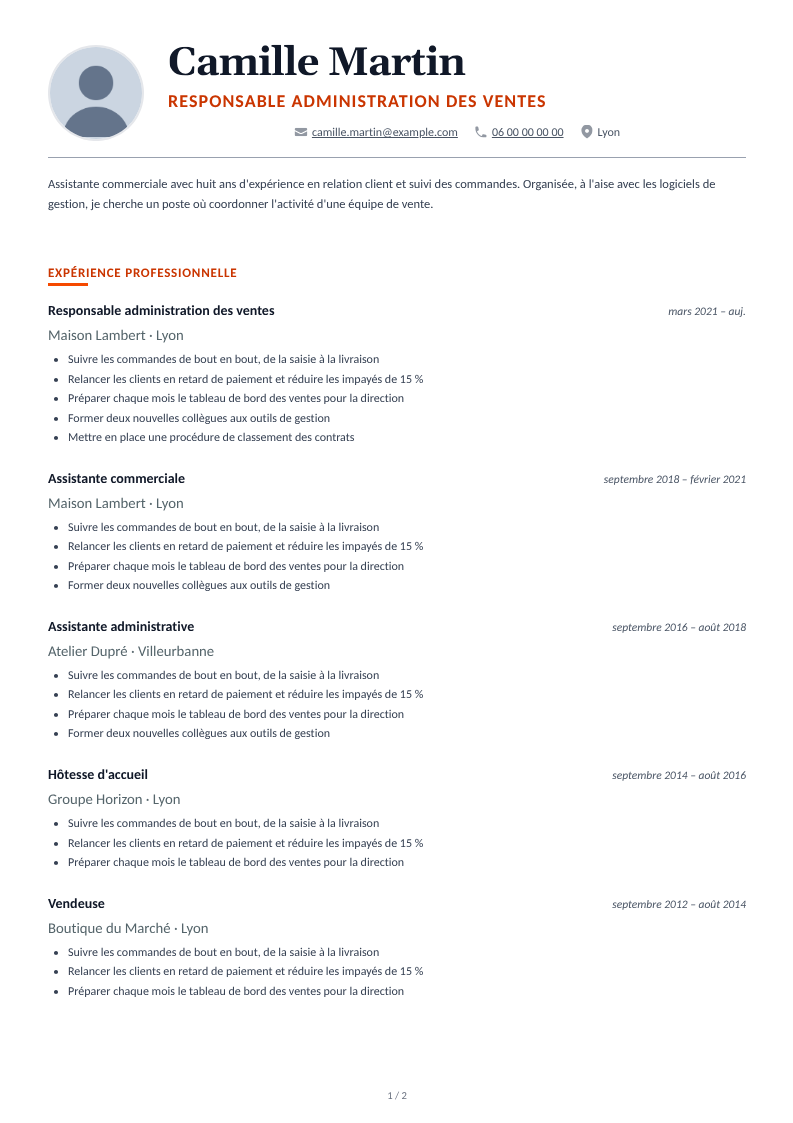 Camille Martin
RESPONSABLE ADMINISTRATION DES VENTES
camille.martin@example.com 06 00 00 00 00 Lyon
Assistante commerciale avec huit ans d'expérience en relation client et suivi des commandes. Organisée, à l'aise avec les logiciels de
gestion, je cherche un poste où coordonner l'activité d'une équipe de vente.
EXPÉRIENCE PROFESSIONNELLE
Responsable administration des ventes mars 2021 – auj.
Maison Lambert · Lyon
• Suivre les commandes de bout en bout, de la saisie à la livraison
• Relancer les clients en retard de paiement et réduire les impayés de 15 %
• Préparer chaque mois le tableau de bord des ventes pour la direction
• Former deux nouvelles collègues aux outils de gestion
• Mettre en place une procédure de classement des contrats
Assistante commerciale septembre 2018 – février 2021
Maison Lambert · Lyon
• Suivre les commandes de bout en bout, de la saisie à la livraison
• Relancer les clients en retard de paiement et réduire les impayés de 15 %
• Préparer chaque mois le tableau de bord des ventes pour la direction
• Former deux nouvelles collègues aux outils de gestion
Assistante administrative septembre 2016 – août 2018
Atelier Dupré · Villeurbanne
• Suivre les commandes de bout en bout, de la saisie à la livraison
• Relancer les clients en retard de paiement et réduire les impayés de 15 %
• Préparer chaque mois le tableau de bord des ventes pour la direction
• Former deux nouvelles collègues aux outils de gestion
Hôtesse d'accueil septembre 2014 – août 2016
Groupe Horizon · Lyon
• Suivre les commandes de bout en bout, de la saisie à la livraison
• Relancer les clients en retard de paiement et réduire les impayés de 15 %
• Préparer chaque mois le tableau de bord des ventes pour la direction
Vendeuse septembre 2012 – août 2014
Boutique du Marché · Lyon
• Suivre les commandes de bout en bout, de la saisie à la livraison
• Relancer les clients en retard de paiement et réduire les impayés de 15 %
• Préparer chaque mois le tableau de bord des ventes pour la direction
1 / 2